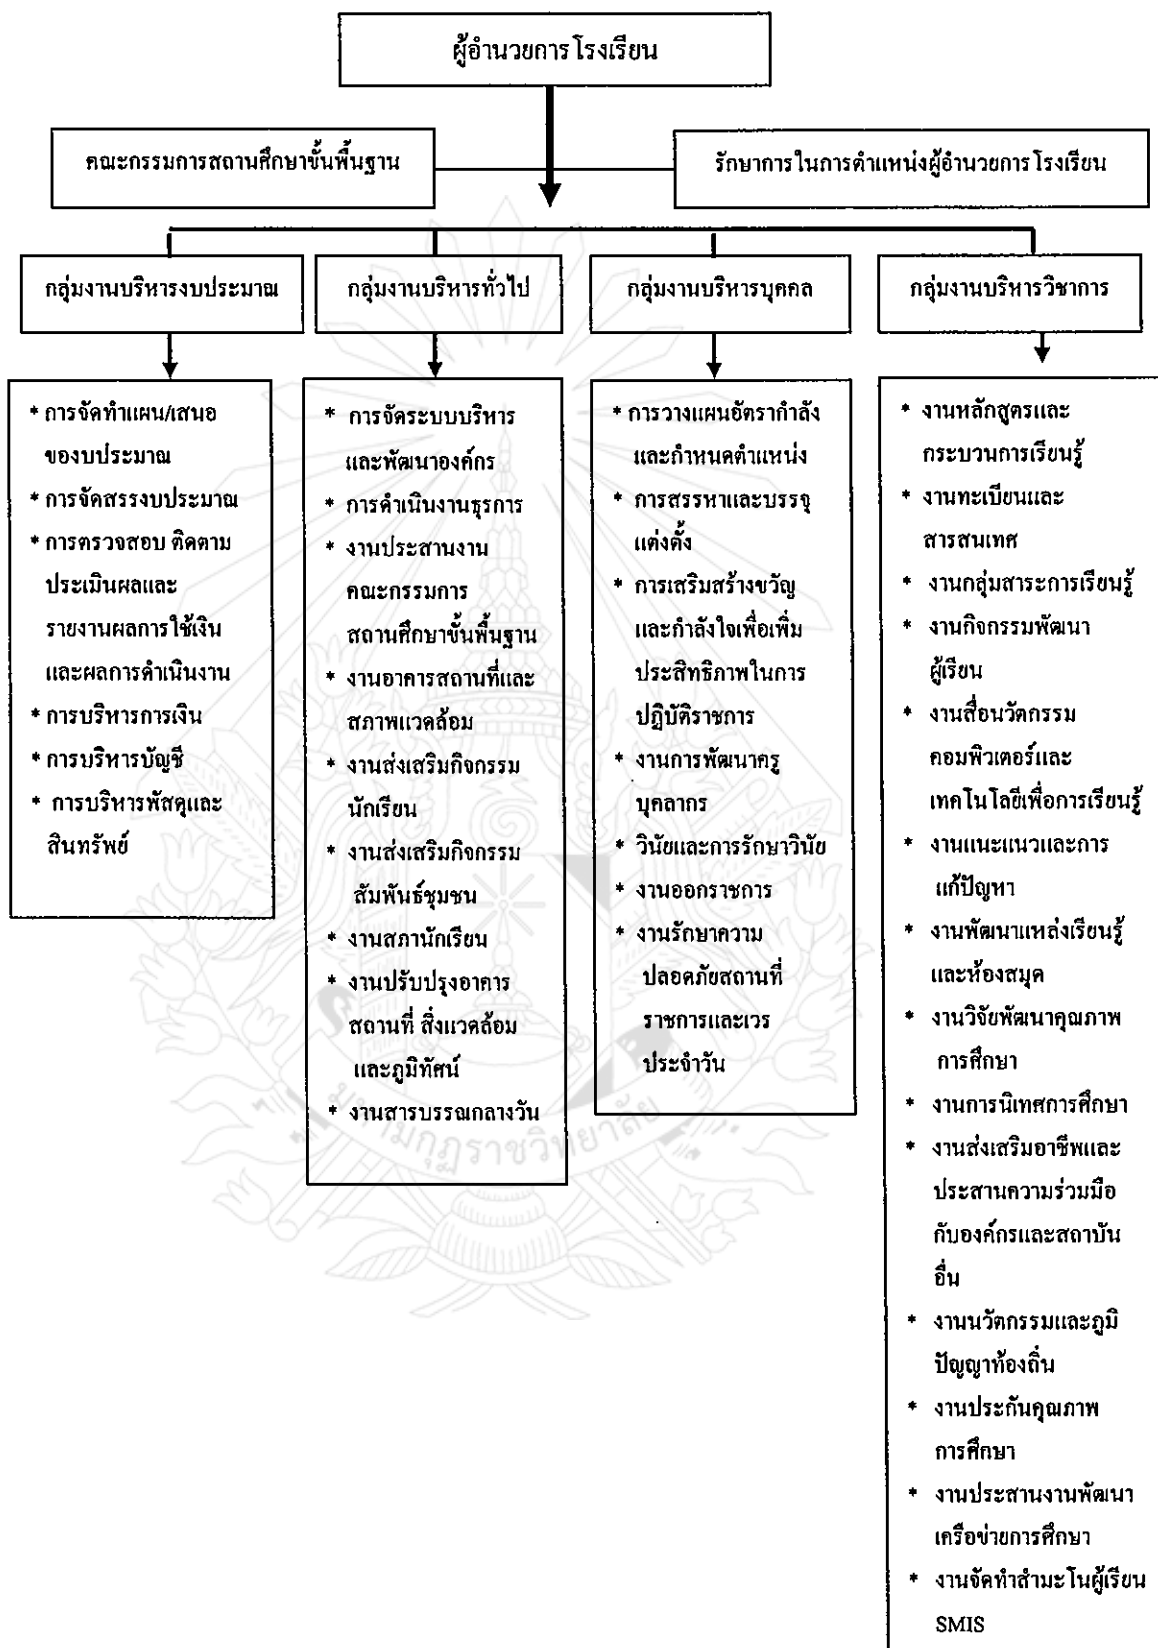 ผู้อำนวยการโรงเรียน
คณะกรรมการสถานศึกษาขั้นพื้นฐาน
รักษาการในการตำแหน่งผู้อำนวยการโรงเรียน
กลุ่มงานบริหารงบประมาณ
กลุ่มงานบริหารทั่วไป
กลุ่มงานบริหารบุคคล
กลุ่มงานบริหารวิชาการ
* การจัดทำแผน/เสนอ
ของบประมาณ
* การจัดสรรงบประมาณ
* การตรวจสอบ ติดตาม
ประเมินผลและ
รายงานผลการใช้เงิน
และผลการดำเนินงาน
* การบริหารการเงิน
* การบริหารบัญชี
* การบริหารพัสดุและ
สินทรัพย์
* การจัดระบบบริหาร
และพัฒนาองค์กร
* การดำเนินงานธุรการ
* งานประสานงาน
คณะกรรมการ
สถานศึกษาขั้นพื้นฐาน
* งานอาคารสถานที่และ
สภาพแวดล้อม
* งานส่งเสริมกิจกรรม
นักเรียน
* งานส่งเสริมกิจกรรม
สัมพันธ์ชุมชน
* งานสภานักเรียน
* งานปรับปรุงอาคาร
สถานที่ สิ่งแวดล้อม
และภูมิทัศน์
* งานสารบรรณกลางวัน
* การวางแผนอัตรากำลัง
และกำหนดตำแหน่ง
* การสรรหาและบรรจุ
แต่งตั้ง
* การเสริมสร้างขวัญ
และกำลังใจเพื่อเพิ่ม
ประสิทธิภาพในการ
ปฏิบัติราชการ
* งานการพัฒนาครู
บุคลากร
* วินัยและการรักษาวินัย
* งานออกราชการ
* งานรักษาความ
ปลอดภัยสถานที่
ราชการและเวร
ประจำวัน
* งานหลักสูตรและ
กระบวนการเรียนรู้
* งานทะเบียนและ
สารสนเทศ
* งานกลุ่มสาระการเรียนรู้
* งานกิจกรรมพัฒนา
ผู้เรียน
* งานสื่อนวัตกรรม
คอมพิวเตอร์และ
เทคโนโลยีเพื่อการเรียนรู้
* งานแนะแนวและการ
แก้ปัญหา
* งานพัฒนาแหล่งเรียนรู้
และห้องสมุด
* งานวิจัยพัฒนาคุณภาพ
การศึกษา
* งานการนิเทศการศึกษา
* งานส่งเสริมอาชีพและ
ประสานความร่วมมือ
กับองค์กรและสถาบัน
อื่น
* งานนวัตกรรมและภูมิ
ปัญญาท้องถิ่น
* งานประกันคุณภาพ
การศึกษา
* งานประสานงานพัฒนา
เครือข่ายการศึกษา
* งานจัดทำสำมะโนผู้เรียน
SMIS